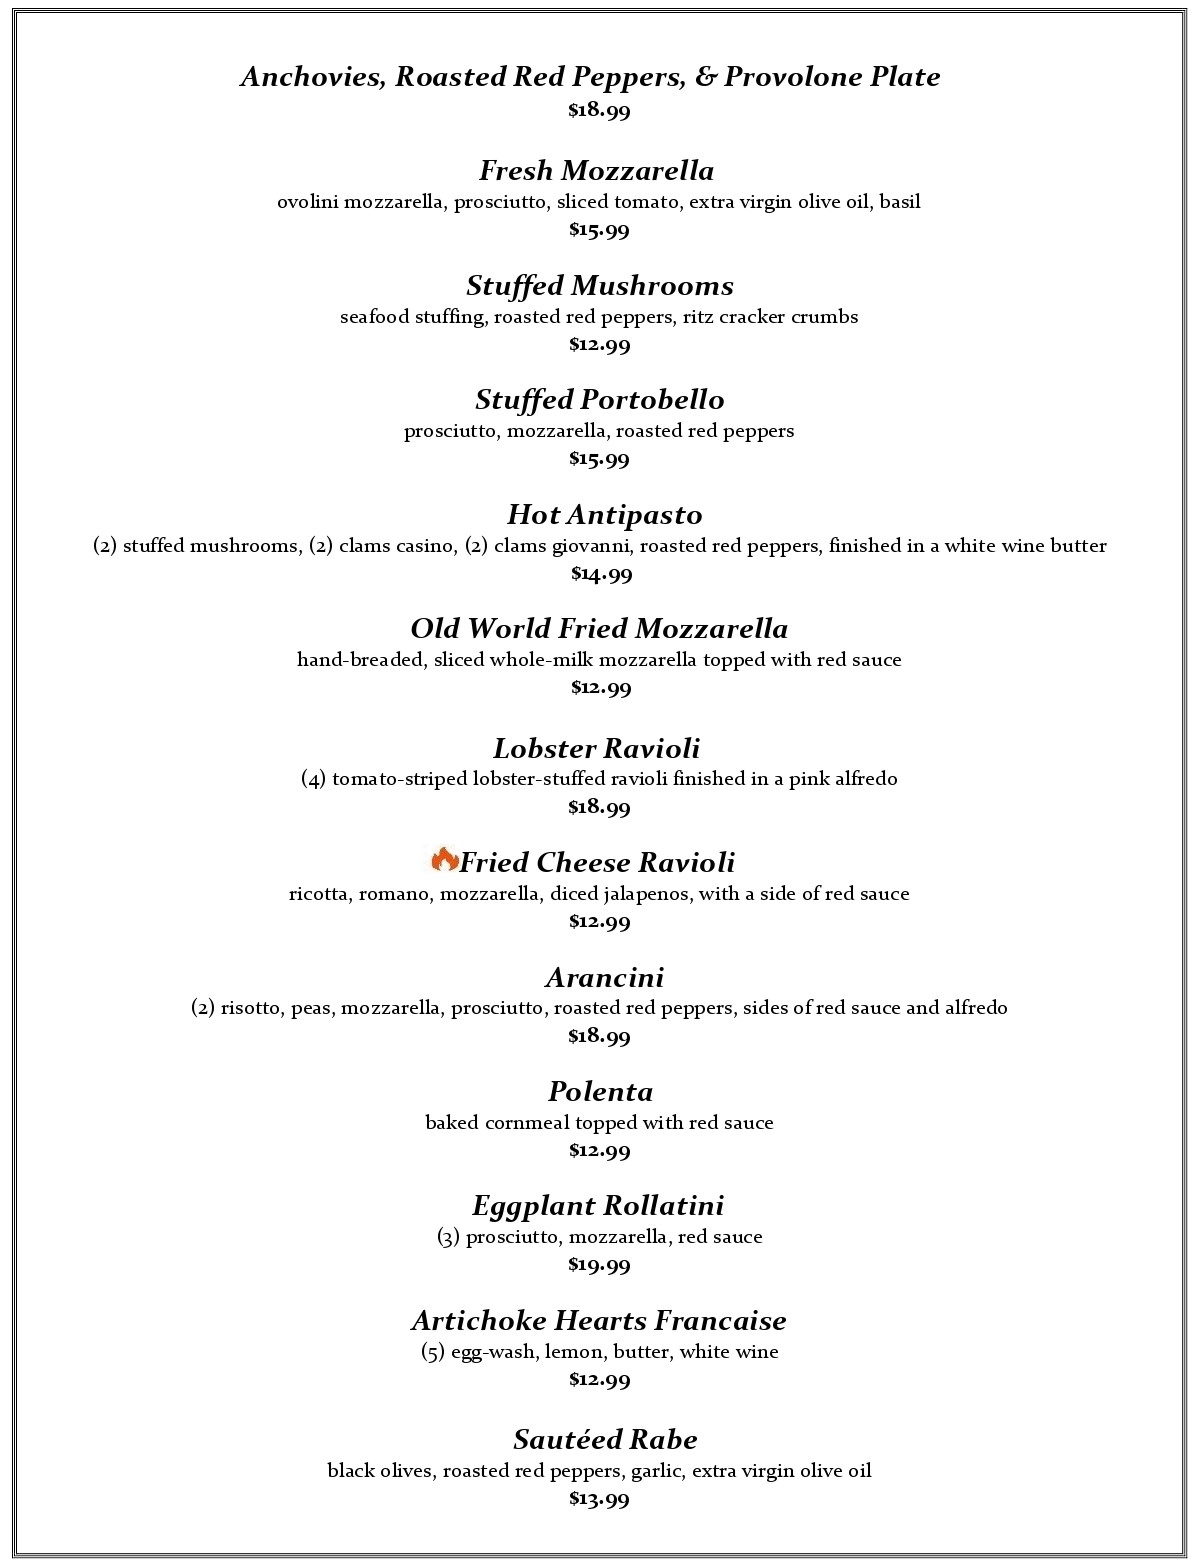 Anchovies, Roasted Red Peppers, & Provolone Plate
$18.99
Fresh Mozzarella
ovolini mozzarella, prosciutto, sliced tomato, extra virgin olive oil, basil
$15.99
Stuffed Mushrooms
seafood stuffing, roasted red peppers, ritz cracker crumbs
$12.99
Stuffed Portobello
prosciutto, mozzarella, roasted red peppers
$15.99
Hot Antipasto
(2) stuffed mushrooms, (2) clams casino, (2) clams giovanni, roasted red peppers, finished in a white wine butter
$14.99
Old World Fried Mozzarella
hand-breaded, sliced whole-milk mozzarella topped with red sauce
$12.99
Lobster Ravioli
(4) tomato-striped lobster-stuffed ravioli finished in a pink alfredo
$18.99
Fried Cheese Ravioli
ricotta, romano, mozzarella, diced jalapenos, with a side of red sauce
$12.99
Arancini
(2) risotto, peas, mozzarella, prosciutto, roasted red peppers, sides of red sauce and alfredo
$18.99
Polenta
baked cornmeal topped with red sauce
$12.99
Eggplant Rollatini
(3) prosciutto, mozzarella, red sauce
$19.99
Artichoke Hearts Francaise
(5) egg-wash, lemon, butter, white wine
$12.99
Sautéed Rabe
black olives, roasted red peppers, garlic, extra virgin olive oil
$13.99